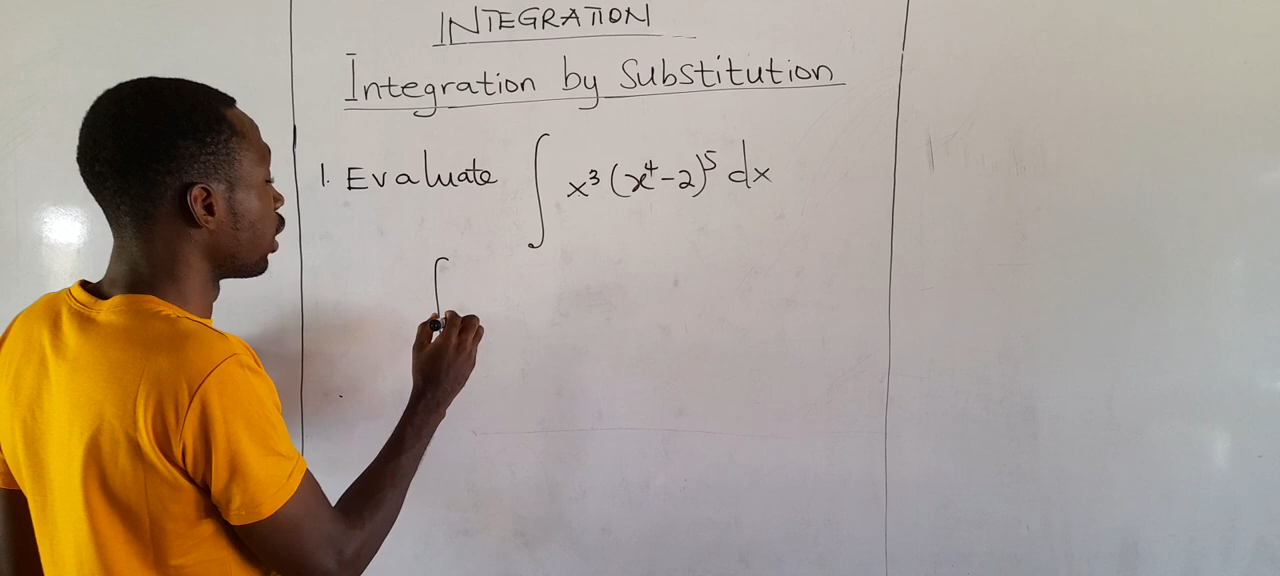 INTEGRATION
Integration by Substitution
1. Evaluate ∫ x³ (x⁴-2)⁵ dx
∫